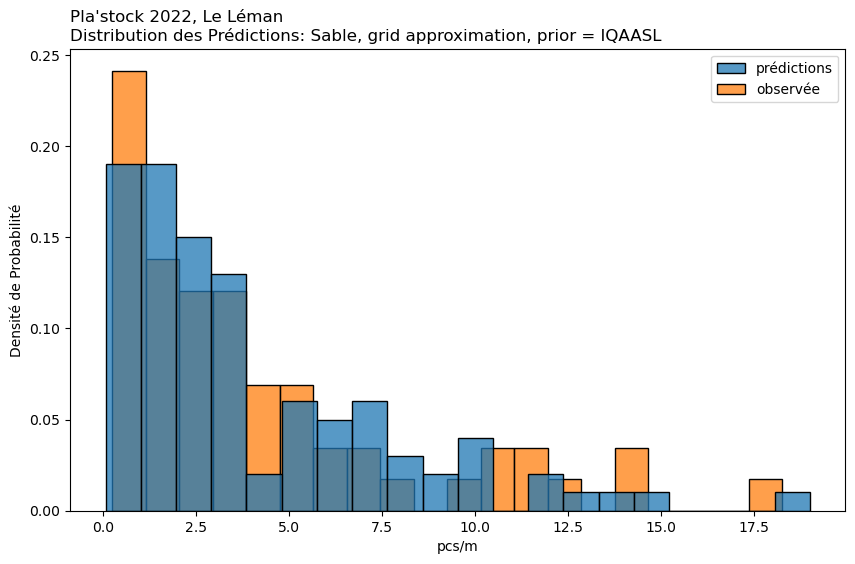 Pla'stock 2022, Le Léman
Distribution des Prédictions: Sable, grid approximation, prior = IQAASL
prédictions
observée
Densité de Probabilité
0.25
0.20
0.15
0.10
0.05
0.00
0.0
2.5
5.0
7.5
10.0
12.5
15.0
17.5
pcs/m